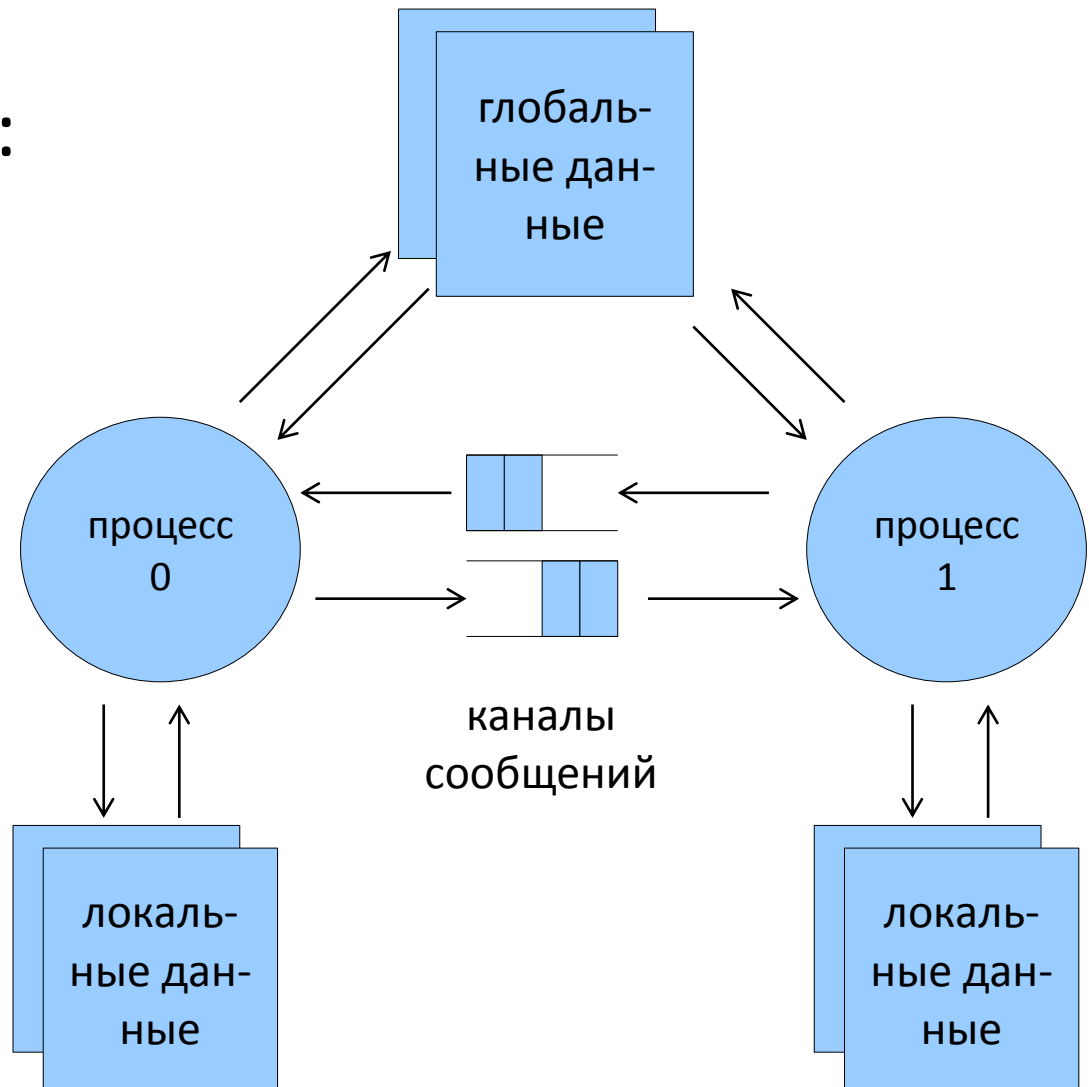 :
глобаль-
ные дан-
ные
процесс
0
процесс
1
каналы
сообщений
локаль-
ные дан-
ные
локаль-
ные дан-
ные